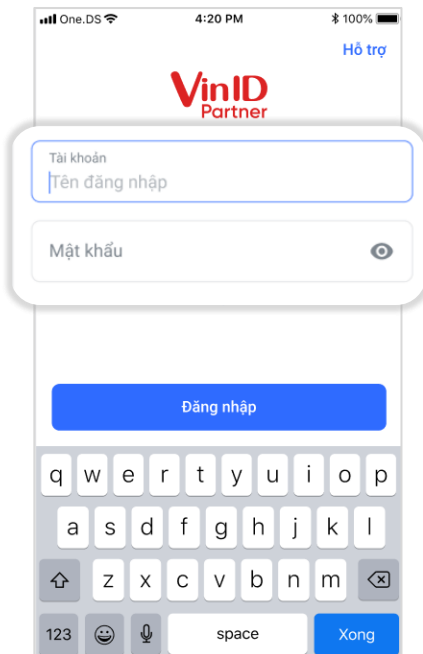 One.DS 4:20 PM 100%
Hỗ trợ
VinID
Partner
Tài khoản
Tên đăng nhập
Mật khẩu
Đăng nhập
q w e r t y u i o p
a s d f g h j k l
z x c v b n m
123 space Xong